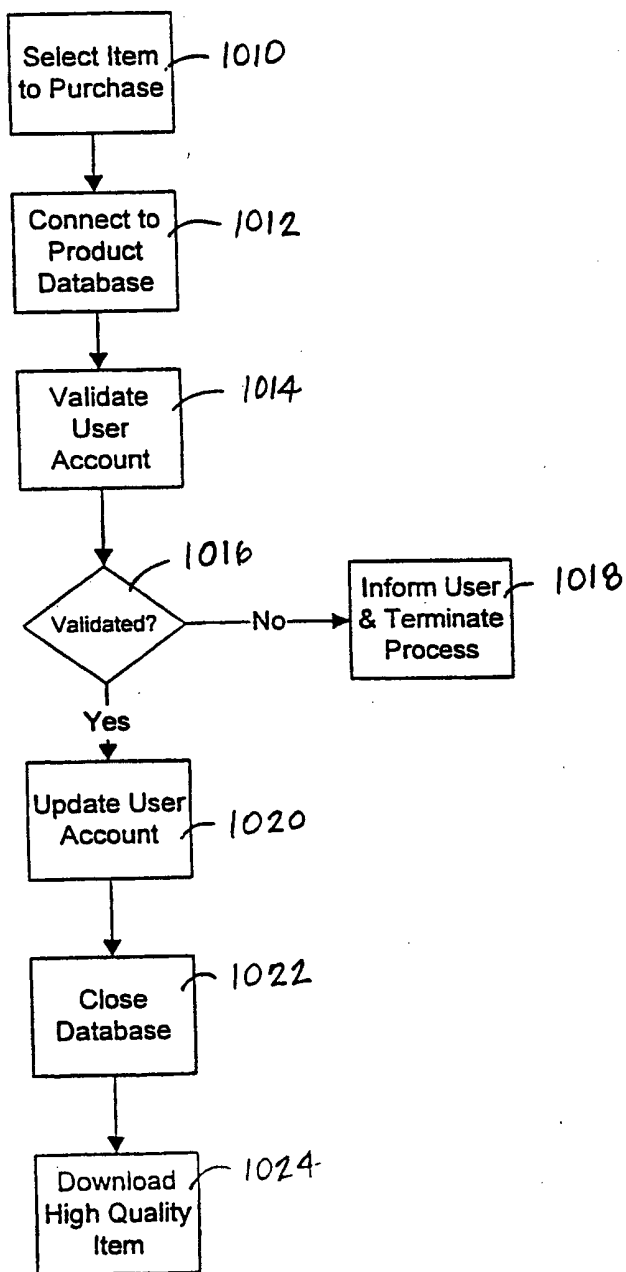 Select Item
to Purchase
1010
Connect to
Product
Database
1012
Validate
User
Account
1014
Validated?
1016
No
Inform User
& Terminate
Process
1018
Yes
Update User
Account
1020
Close
Database
1022
Download
High Quality
Item
1024